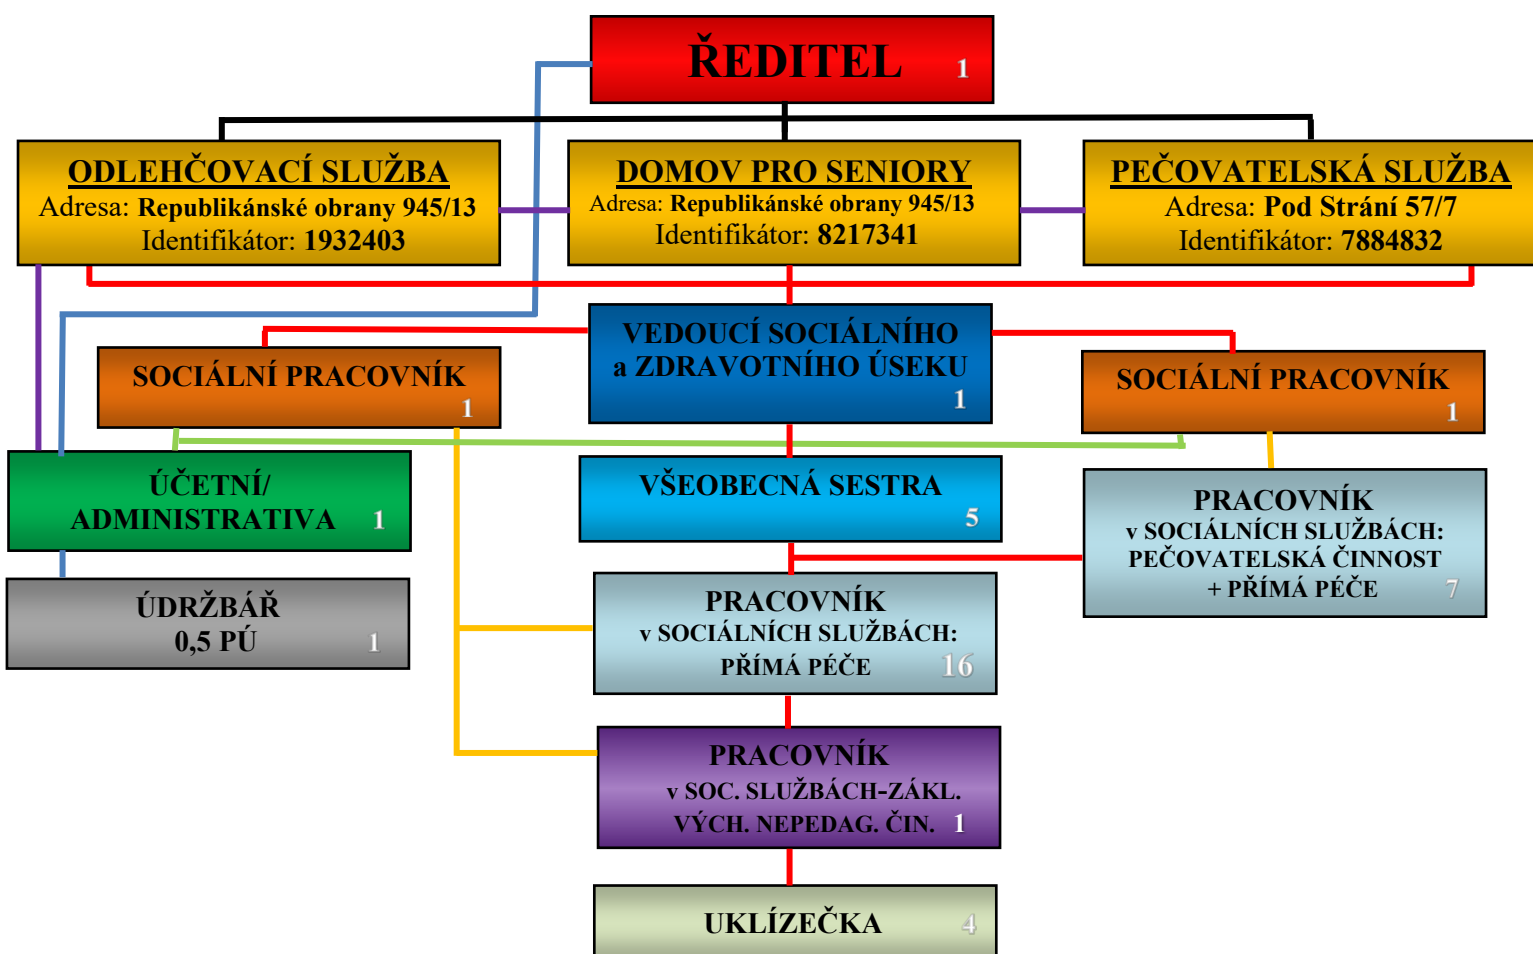 ŘEDITEL 1
ODLEHČOVACÍ SLUŽBA
Adresa: Republikánské obrany 945/13
Identifikátor: 1932403
DOMOV PRO SENIORY
Adresa: Republikánské obrany 945/13
Identifikátor: 8217341
PEČOVATELSKÁ SLUŽBA
Adresa: Pod Strání 57/7
Identifikátor: 7884832
VEDOUCÍ SOCIÁLNÍHO
a ZDRAVOTNÍHO ÚSEKU
1
SOCIÁLNÍ PRACOVNÍK
1
SOCIÁLNÍ PRACOVNÍK
1
ÚČETNÍ/
ADMINISTRATIVA 1
VŠEOBECNÁ SESTRA
5
PRACOVNÍK
v SOCIÁLNÍCH SLUŽBÁCH:
PEČOVATELSKÁ ČINNOST
+ PŘÍMÁ PÉČE 7
ÚDRŽBÁŘ
0,5 PÚ 1
PRACOVNÍK
v SOCIÁLNÍCH SLUŽBÁCH:
PŘÍMÁ PÉČE 16
PRACOVNÍK
v SOC. SLUŽBÁCH-ZÁKL.
VÝCH. NEPEDAG. ČIN. 1
UKLÍZEČKA 4